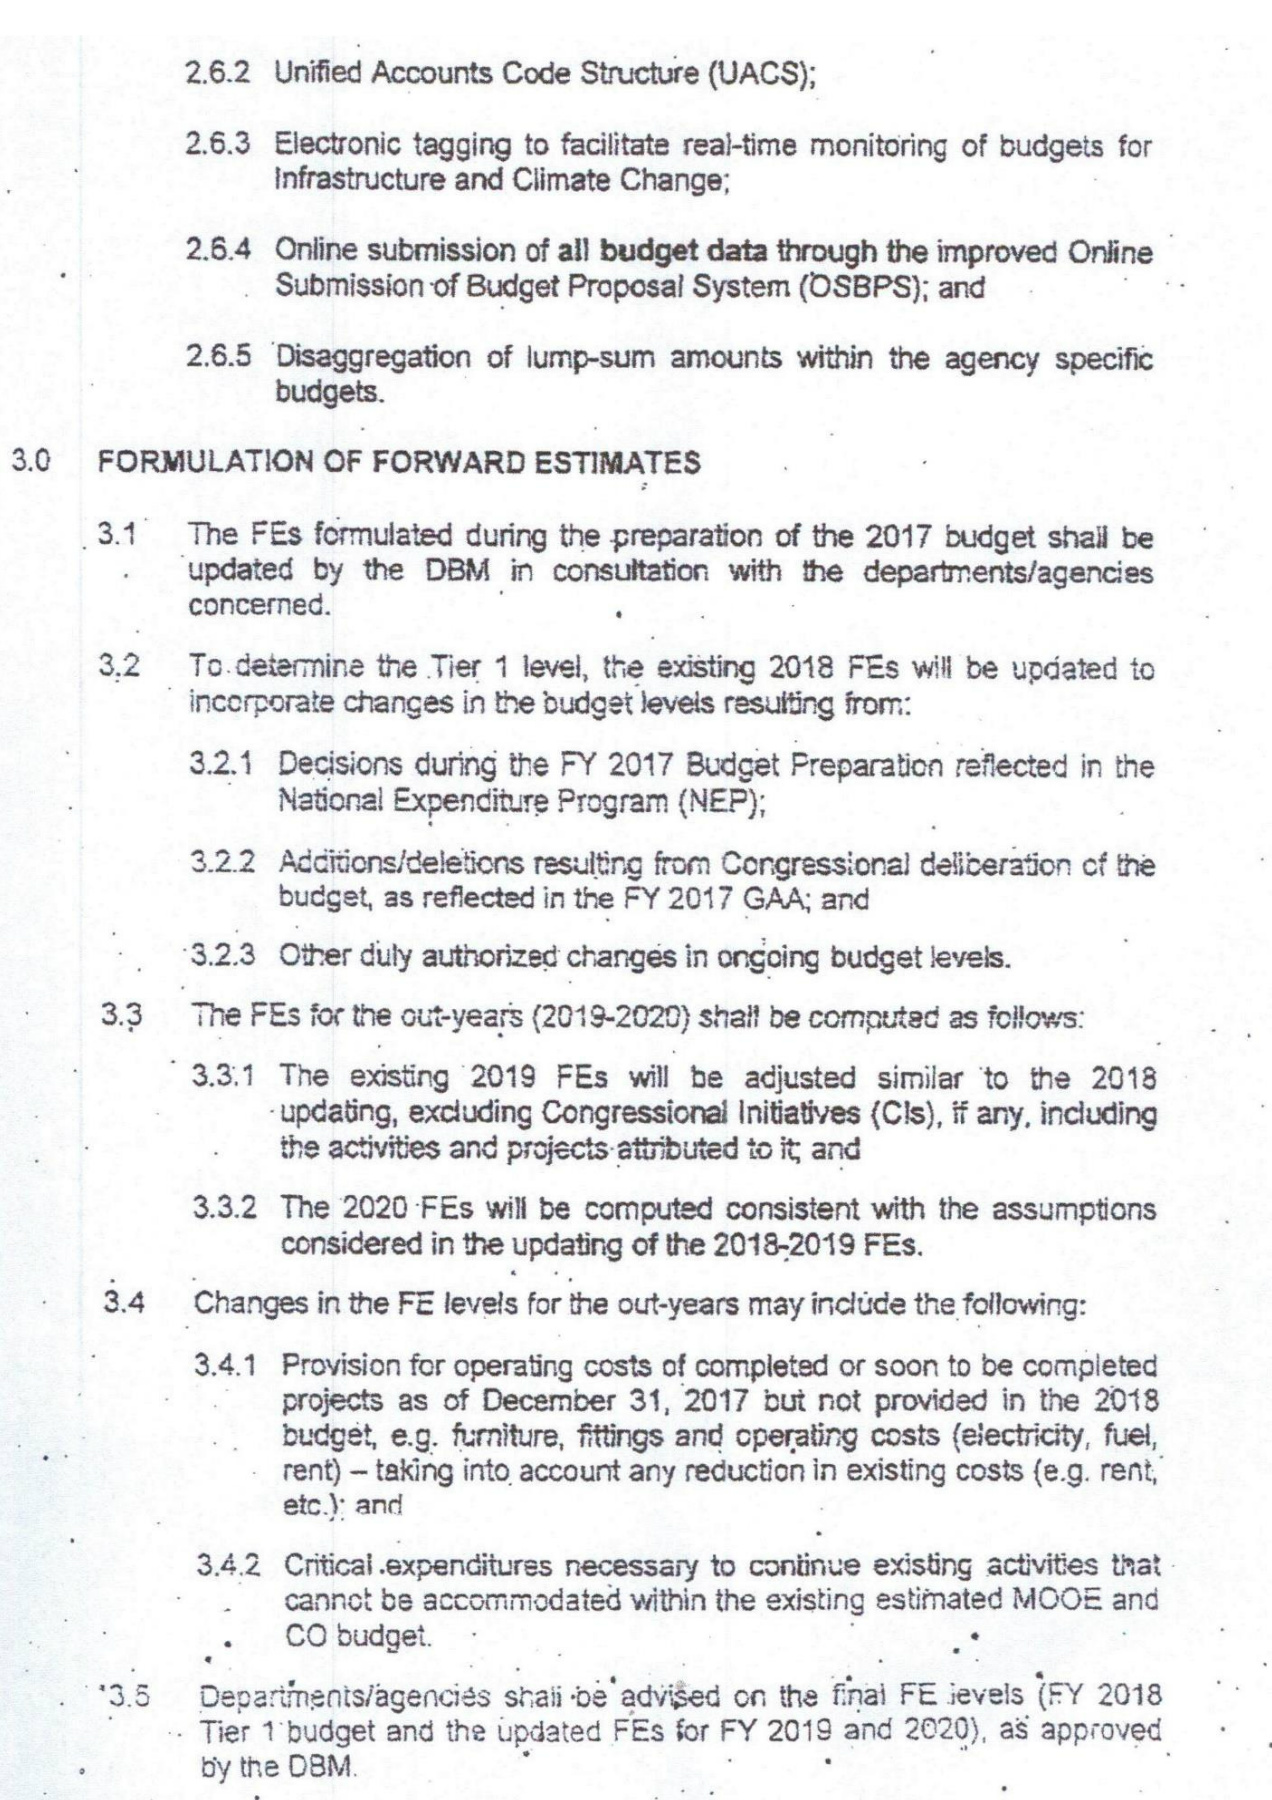 2.6.2 Unified Accounts Code Structure (UACS);
2.6.3 Electronic tagging to facilitate real-time monitoring of budgets for
Infrastructure and Climate Change;
2.6.4 Online submission of all budget data through the improved Online
Submission of Budget Proposal System (OSBPS); and
2.6.5 Disaggregation of lump-sum amounts within the agency specific
budgets.
3.0 FORMULATION OF FORWARD ESTIMATES
3.1 The FEs formulated during the preparation of the 2017 budget shall be
updated by the DBM in consultation with the departments/agencies
concerned.
3.2 To determine the Tier 1 level, the existing 2018 FEs will be updated to
incorporate changes in the budget levels resulting from:
3.2.1 Decisions during the FY 2017 Budget Preparation reflected in the
National Expenditure Program (NEP);
3.2.2 Additions/deletions resulting from Congressional deliberation of the
budget, as reflected in the FY 2017 GAA; and
3.2.3 Other duly authorized changes in ongoing budget levels.
3.3 The FEs for the out-years (2019-2020) shall be computed as follows:
3.3.1 The existing 2019 FEs will be adjusted similar to the 2018
updating, excluding Congressional Initiatives (CIs), if any, including
the activities and projects attributed to it; and
3.3.2 The 2020 FEs will be computed consistent with the assumptions
considered in the updating of the 2018-2019 FEs.
3.4 Changes in the FE levels for the out-years may include the following:
3.4.1 Provision for operating costs of completed or soon to be completed
projects as of December 31, 2017 but not provided in the 2018
budget, e.g. furniture, fittings and operating costs (electricity, fuel,
rent) – taking into account any reduction in existing costs (e.g. rent,
etc.); and
3.4.2 Critical expenditures necessary to continue existing activities that
cannot be accommodated within the existing estimated MOOE and
CO budget.
3.5 Departments/agencies shall be advised on the final FE levels (FY 2018
Tier 1 budget and the updated FEs for FY 2019 and 2020), as approved
by the DBM.